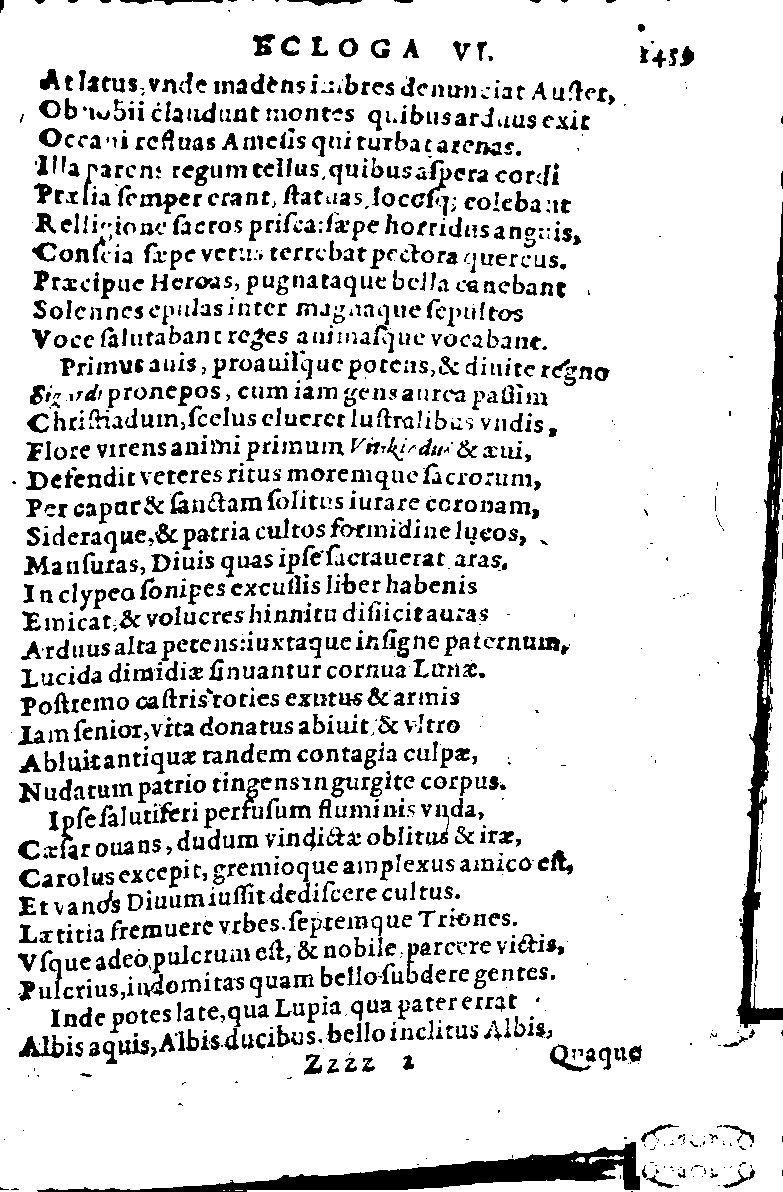 ECLOGA VI. 1459
At latus, vnde madens imbres denunciat Auster,
Ob claudunt montes quibus arduus exit
Occani refluas Amesis qui turbat arenas.
Illa parens regum tellus, quibus aſpera cordi
Præſia ſemper erant, ſtatuas, locoſq; colebant
Relligione ſacros priſca: ſæpe horridus anguis,
Conſcia ſæpe vetus terrebat pectora quercus.
Præcipue Heroas, pugnataque bella canebant
Solennes epulas inter magnaque ſepultos
Voce ſalutabant reges animaſque vocabant.
Primus auis, proauiſque potens, & diuite regno
pronepos, cum iam gens aurea paſſim
Chriſtiadum, ſcelus elueret luſtralibus vndis,
Flore virens animi primum & æui,
Defendit veteres ritus moremque ſacrorum,
Per caput & ſanctam ſolitus iurare coronam,
Sideraque, & patria cultos formidine lucos,
Manſuras, Diuis quas ipſe ſacrauerat aras.
In clypeo ſonipes excuſſis liber habenis
Emicat, & volucres hinnitu diſiicit auras
Arduus alta petens: iuxtaque inſigne paternum,
Lucida dimidiæ ſinuantur cornua Lunæ.
Poſtremo caſtris toties exutus & armis
Iam ſenior, vita donatus abiuit, & vltro
Abluit antiquæ tandem contagia culpæ,
Nudatum patrio tingens in gurgite corpus.
Ipſe ſalutiferi perfuſum fluminis vnda,
Cæſar ouans, dudum vindictæ oblitus & iræ,
Carolus excepit, gremioque amplexus amico eſt,
Et vanos Diuum iuſſit dediſcere cultus.
Lætitia fremuere vrbes. ſeptemque Triones.
Vſque adeò pulcrum eſt, & nobile, parcere victis,
Pulcrius, indomitas quam bello ſubdere gentes.
Inde potes late, qua Lupia qua pater errat
Albis aquis, Albis ducibus. bello inclitus Albis,
Zzzz 2 Quaque